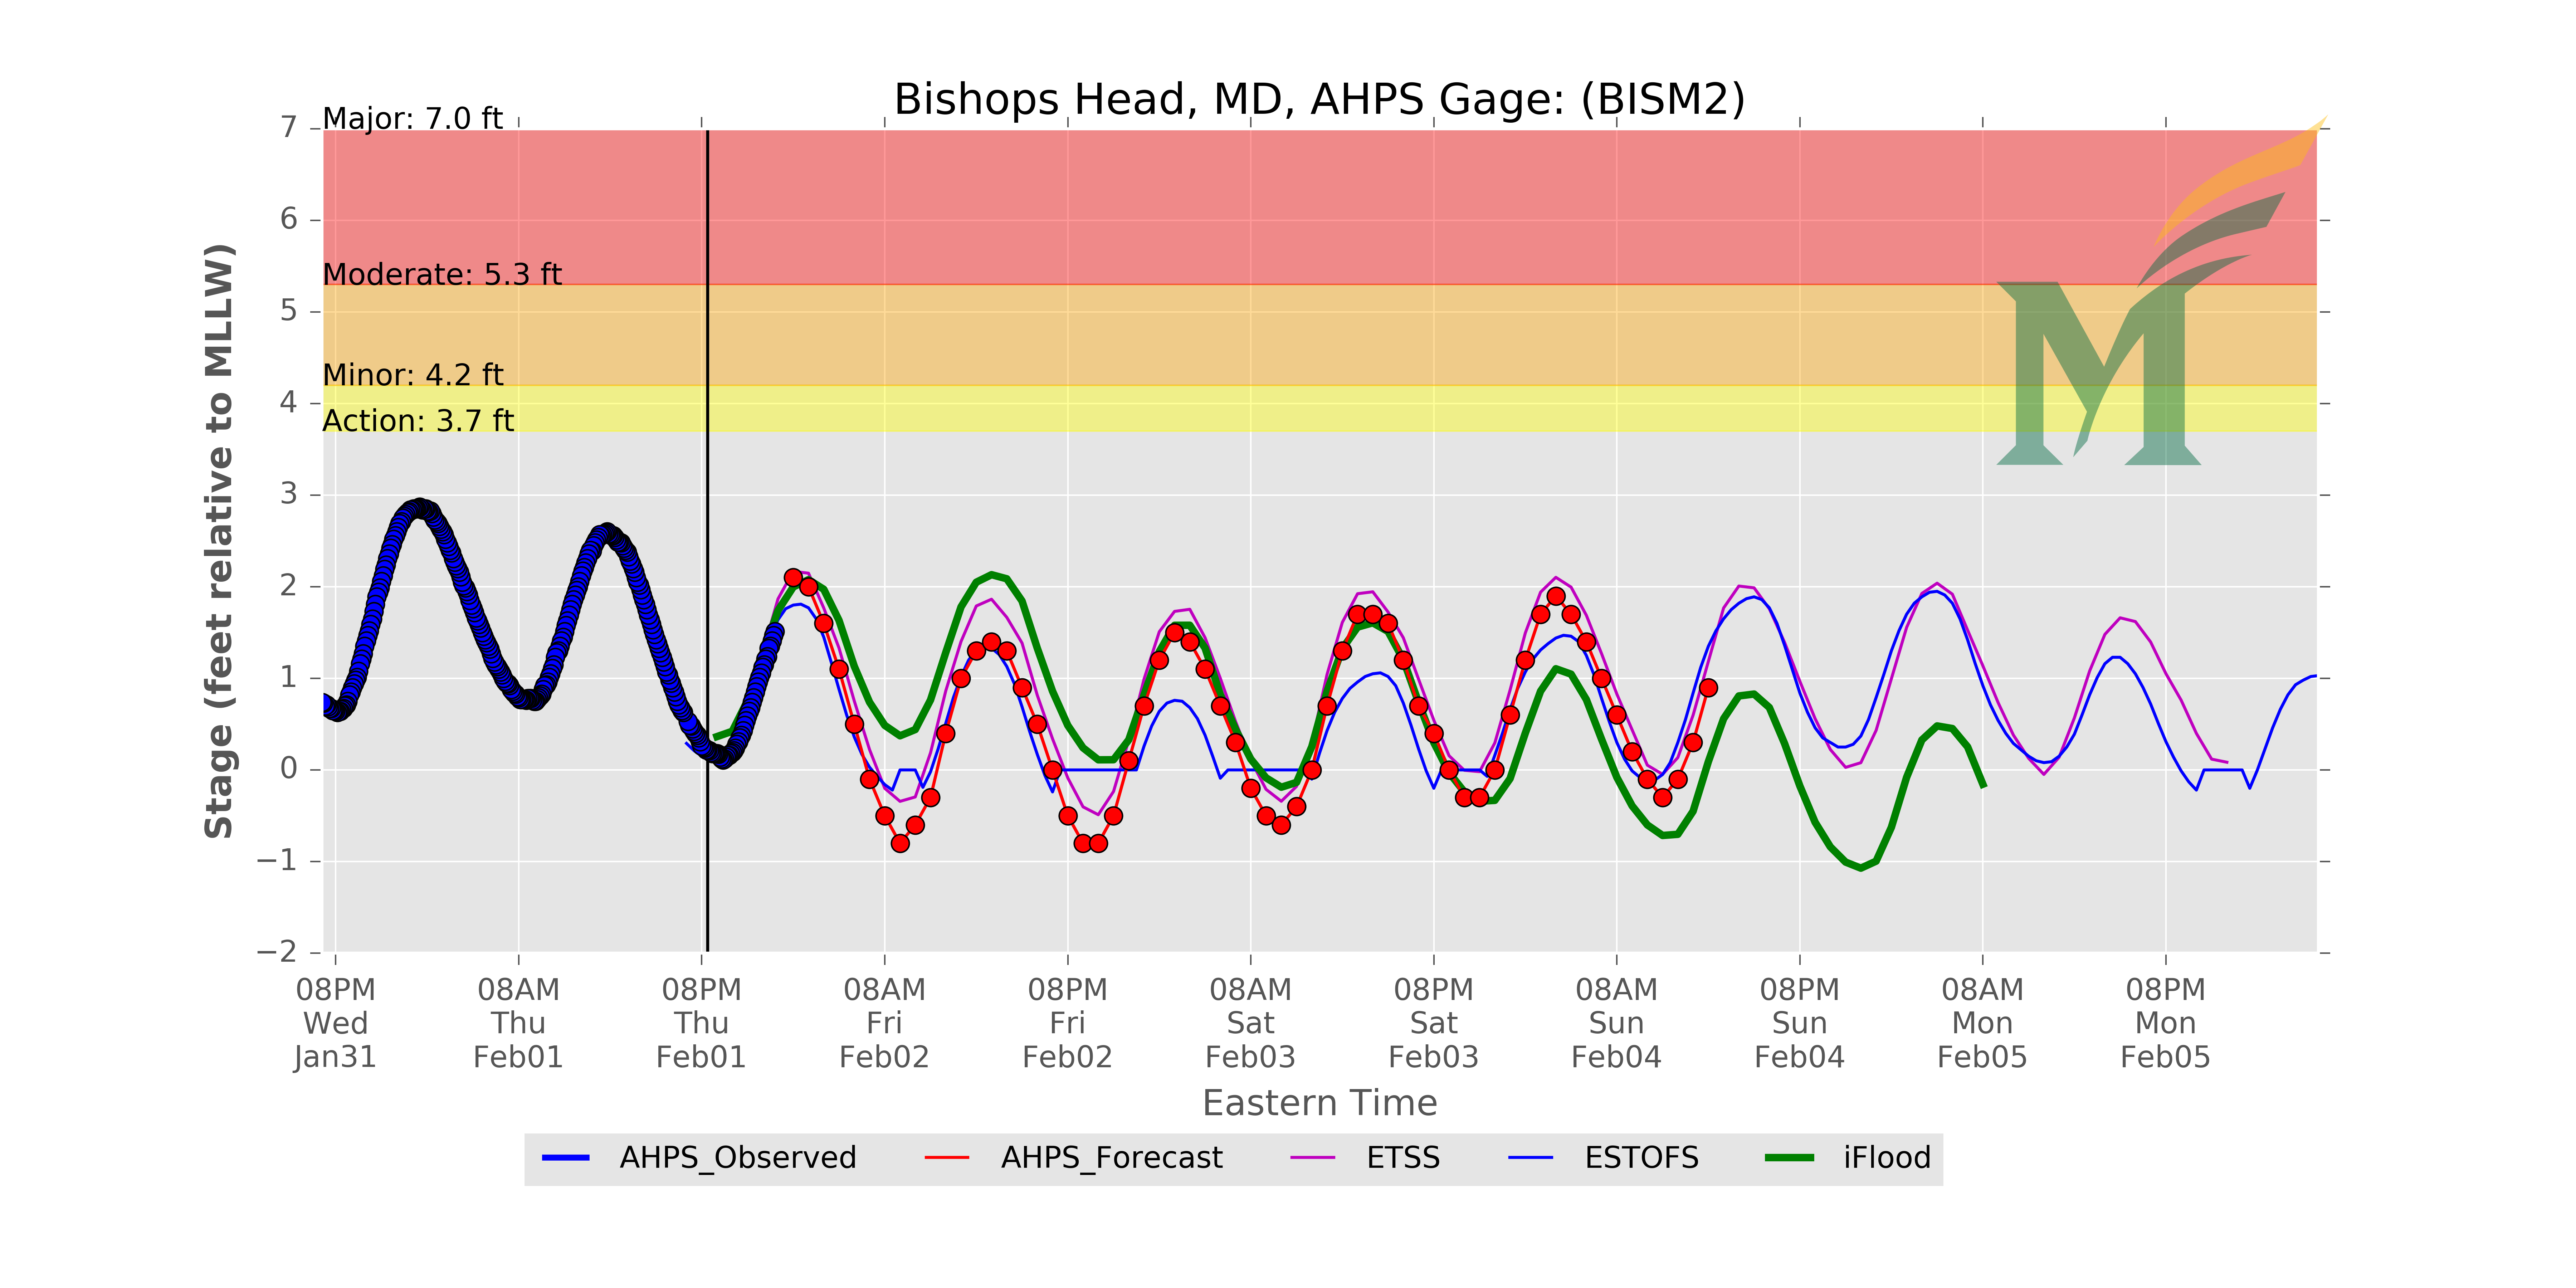 Bishops Head, MD, AHPS Gage: (BISM2)
Major: 7.0 ft
Moderate: 5.3 ft
Minor: 4.2 ft
Action: 3.7 ft
Stage (feet relative to MLLW)
7
6
5
4
3
2
1
0
−1
−2
08PM 08AM 08PM 08AM 08PM 08AM 08PM 08AM 08PM 08AM 08PM
Wed Thu Thu Fri Fri Sat Sat Sun Sun Mon Mon
Jan31 Feb01 Feb01 Feb02 Feb02 Feb03 Feb03 Feb04 Feb04 Feb05 Feb05
Eastern Time
AHPS_Observed AHPS_Forecast ETSS ESTOFS iFlood
M